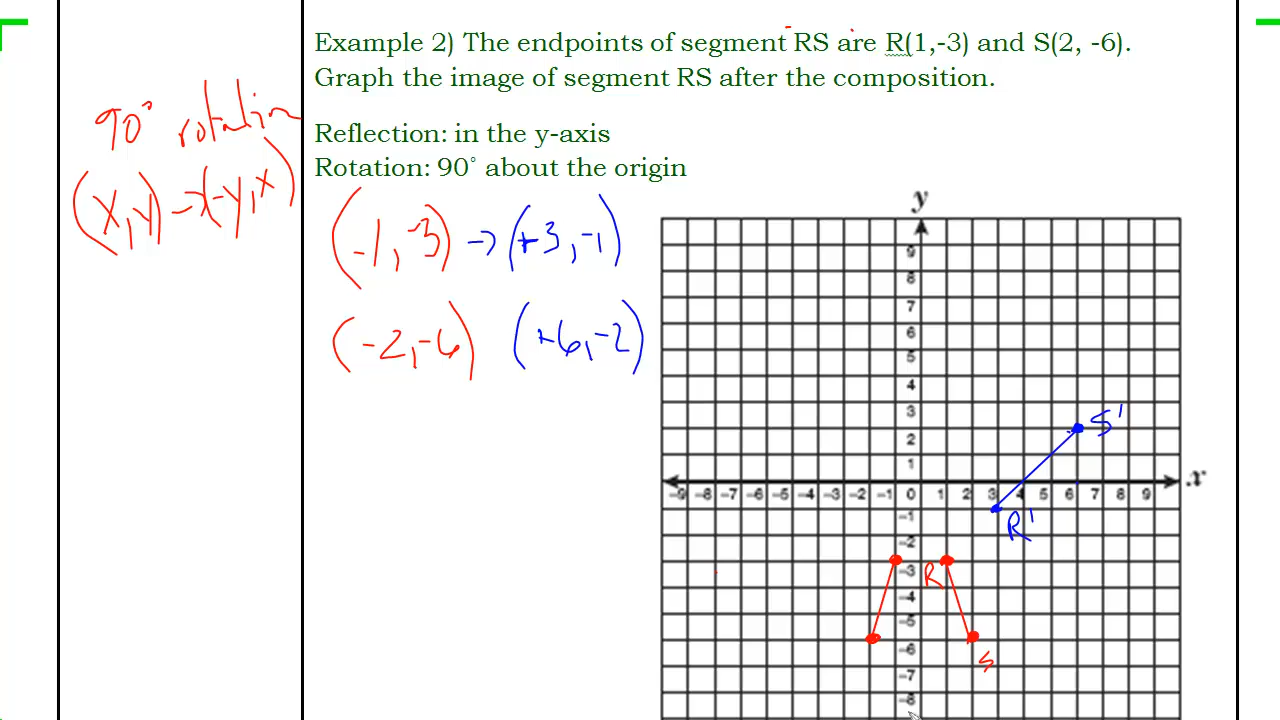 Example 2) The endpoints of segment RS are R(1,-3) and S(2, -6).
Graph the image of segment RS after the composition.
90° rotation
(x,y)→(-y,x)
Reflection: in the y-axis
Rotation: 90° about the origin
(-1,-3) → (+3,-1)
(-2,-6) (+6,-2)
y
9
8
7
6
5
4
3
2
1
S'
-9 -8 -7 -6 -5 -4 -3 -2 -1 0 1 2 3 4 5 6 7 8 9 x
-1
R'
-2
-3
R
-4
-5
-6
S
-7
-8